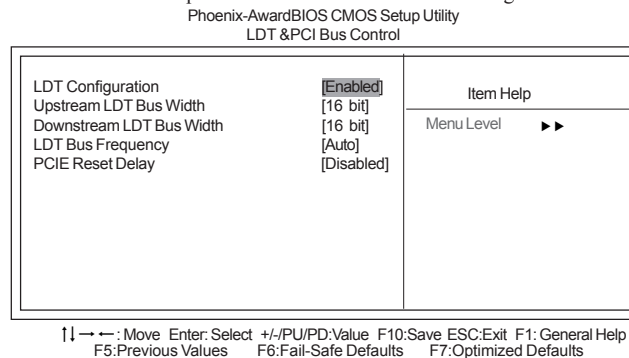 Phoenix-AwardBIOS CMOS Setup Utility
LDT &PCI Bus Control
LDT Configuration [Enabled]
Upstream LDT Bus Width [16 bit]
Downstream LDT Bus Width [16 bit]
LDT Bus Frequency [Auto]
PCIE Reset Delay [Disabled]
Item Help
Menu Level ▶▶
↑↓→←: Move Enter: Select +/-/PU/PD:Value F10:Save ESC:Exit F1: General Help
F5:Previous Values F6:Fail-Safe Defaults F7:Optimized Defaults